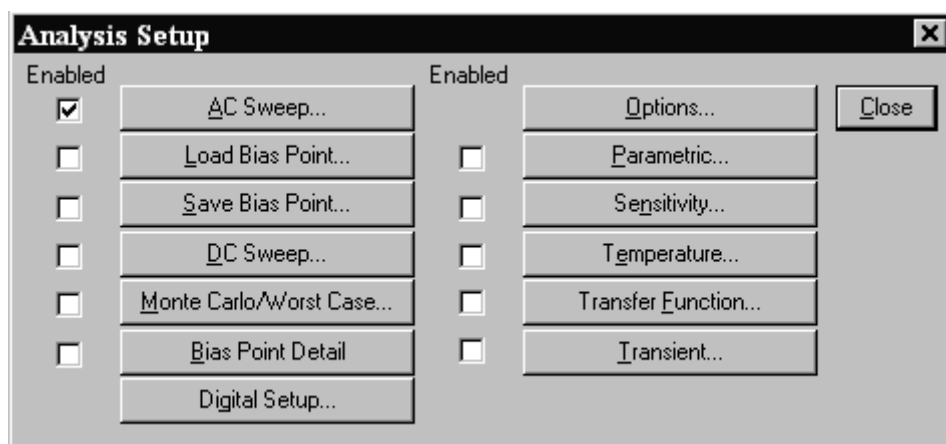 Analysis Setup
Enabled
AC Sweep...
Load Bias Point...
Save Bias Point...
DC Sweep...
Monte Carlo/Worst Case...
Bias Point Detail
Digital Setup...
Enabled
Options...
Parametric...
Sensitivity...
Temperature...
Transfer Function...
Transient...
Close